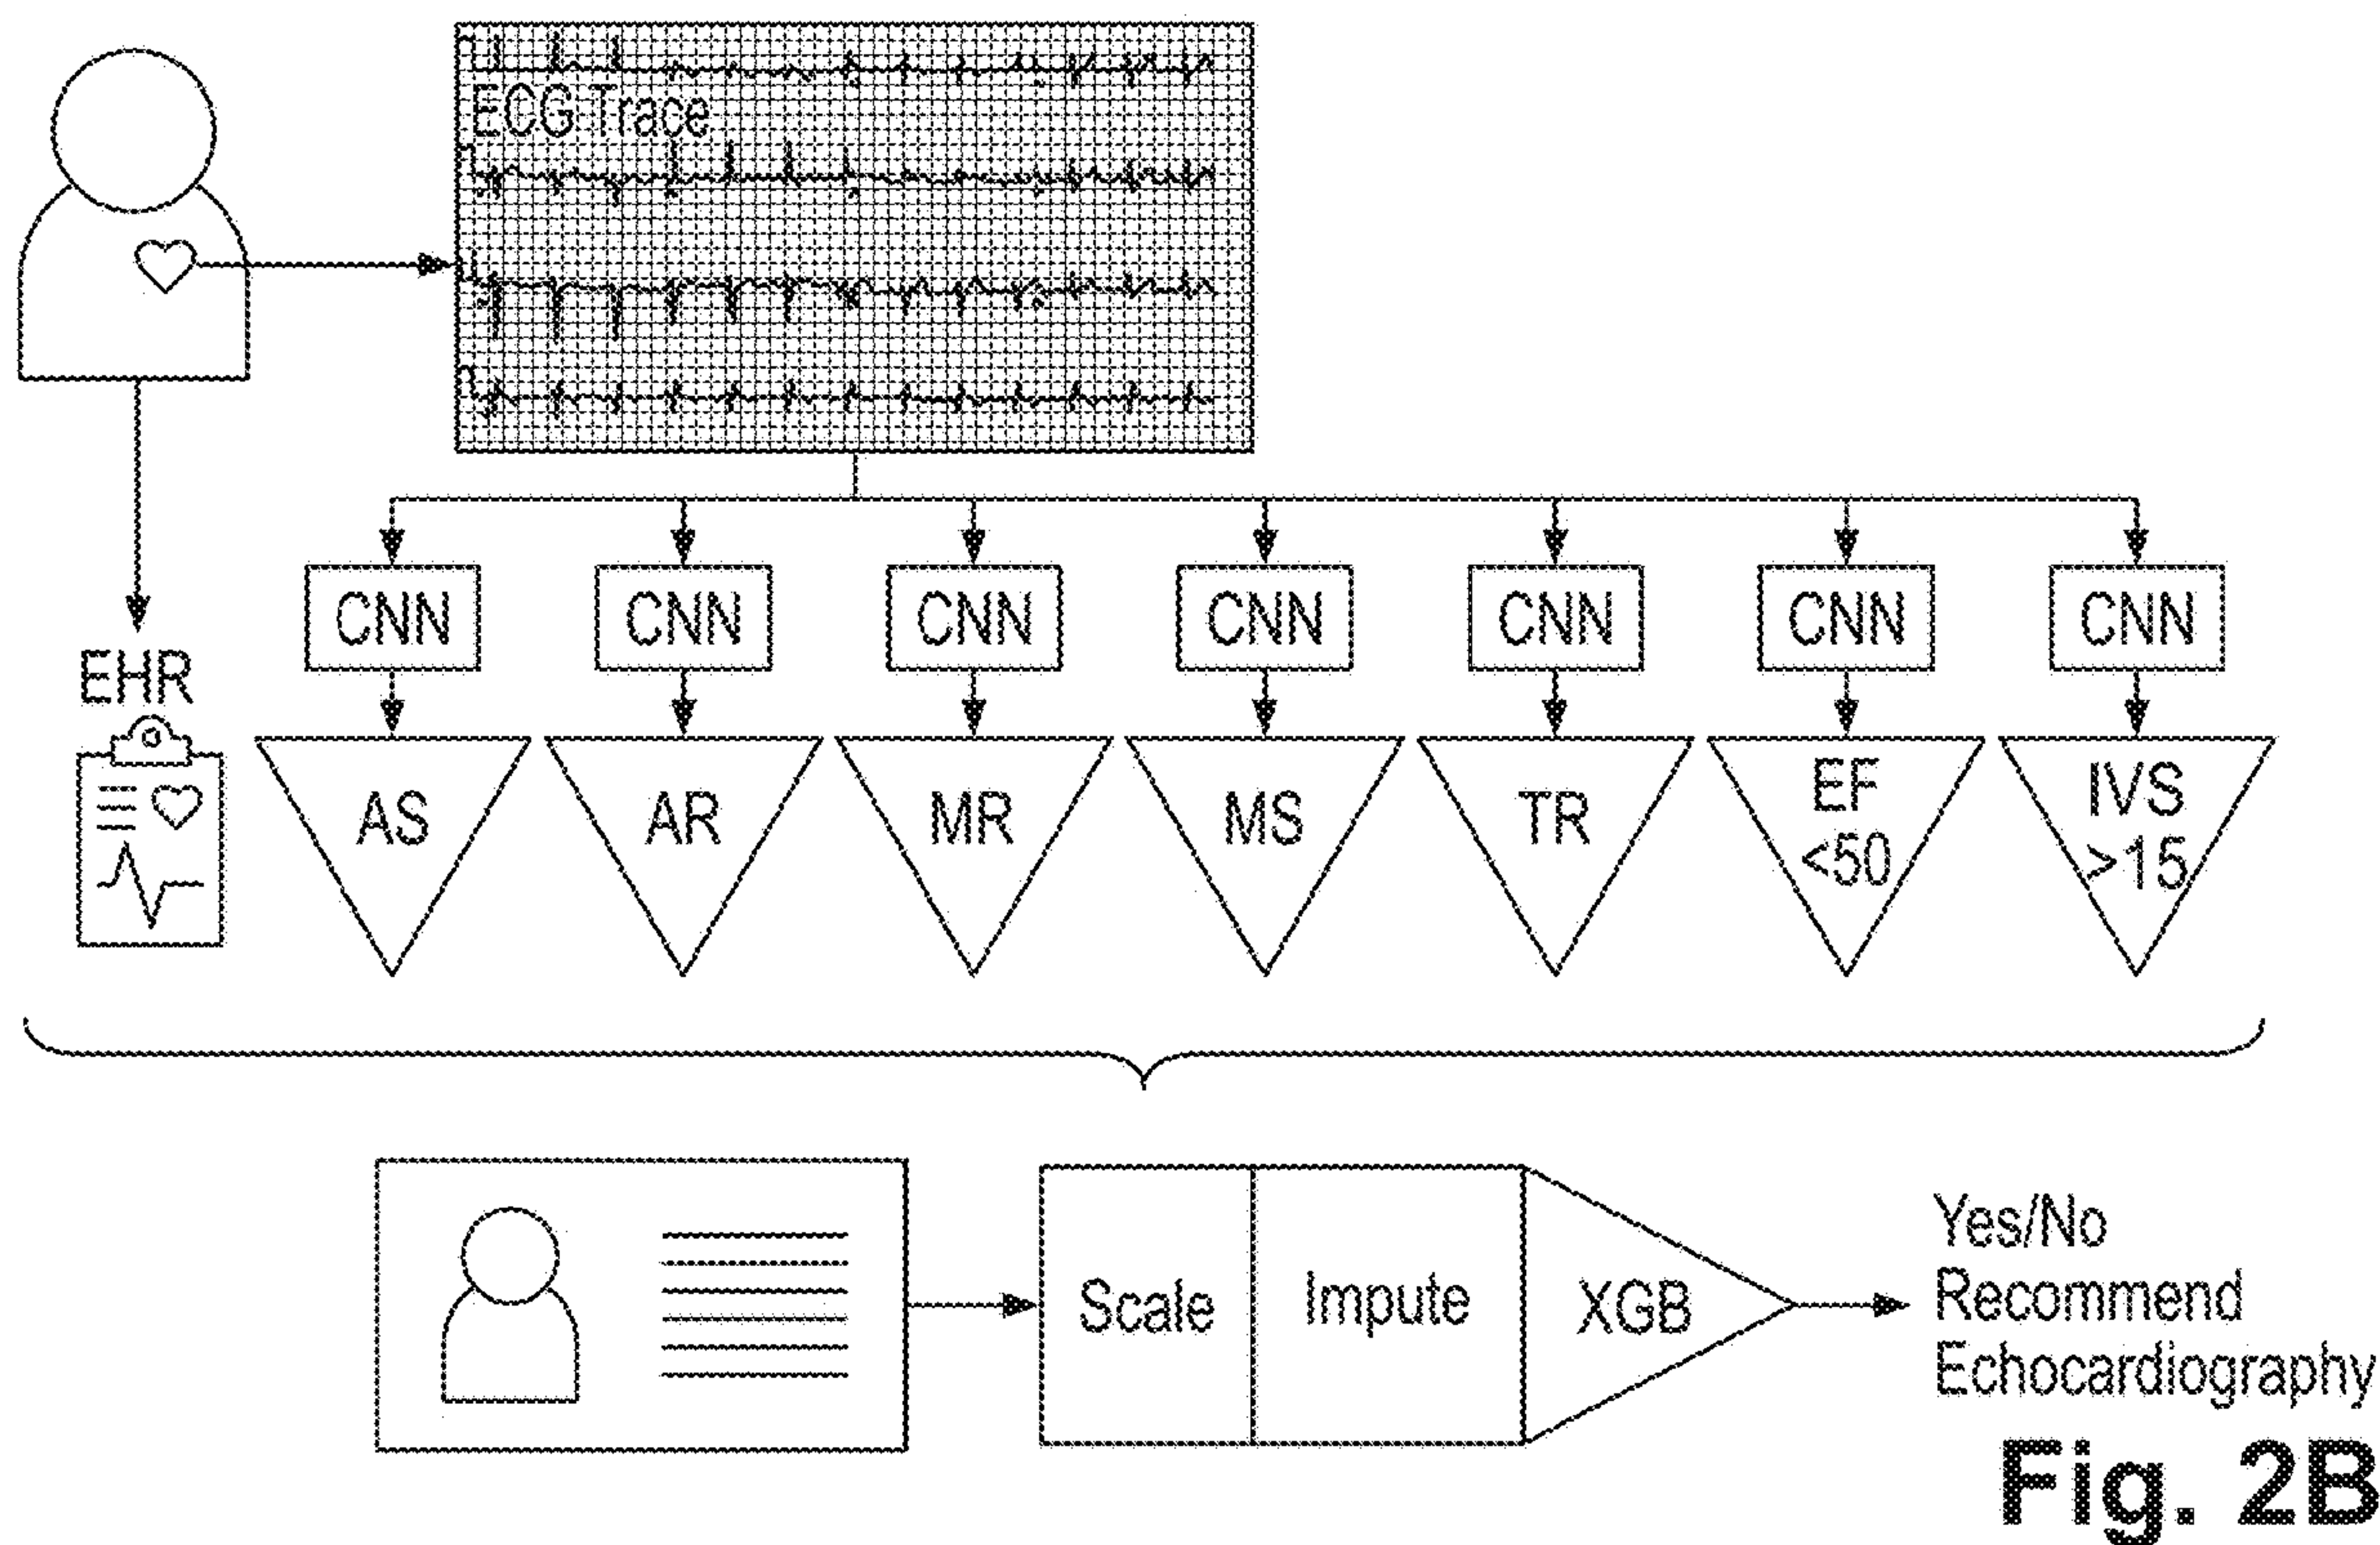 ECG Trace
CNN CNN CNN CNN CNN CNN CNN
EHR
AS AR MR MS TR EF <50 IVS >15
Scale Impute XGB
Yes/No
Recommend
Echocardiography
Fig. 2B